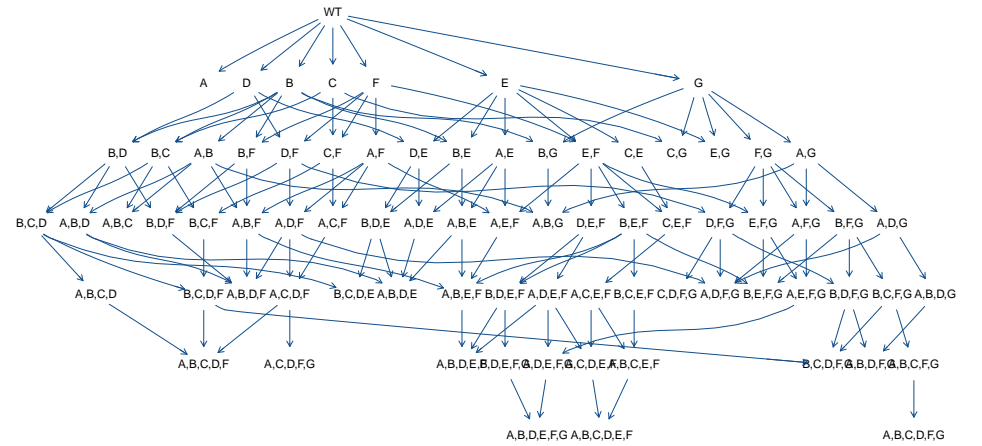 WT
A D B C F E G
B,D B,C A,B B,F D,F C,F A,F D,E B,E A,E B,G E,F C,E C,G E,G F,G A,G
B,C,D A,B,D A,B,C B,D,F B,C,F A,B,F A,D,F A,C,F B,D,E A,D,E A,B,E A,E,F A,B,G D,E,F B,E,F C,E,F D,F,G E,F,G A,F,G B,F,G A,D,G
A,B,C,D B,C,D,F A,B,D,F A,C,D,F B,C,D,E A,B,D,E A,B,E,F B,D,E,F A,D,E,F A,C,E,F B,C,E,F C,D,F,G A,D,F,G B,E,F,G A,E,F,G B,D,F,G B,C,F,G A,B,D,G
A,B,C,D,F A,C,D,F,G A,B,D,E,F B,D,E,F,G A,D,E,F,G A,C,D,E,F A,B,C,E,F B,C,D,F,G A,B,D,F,G A,B,C,F,G
A,B,D,E,F,G A,B,C,D,E,F A,B,C,D,F,G